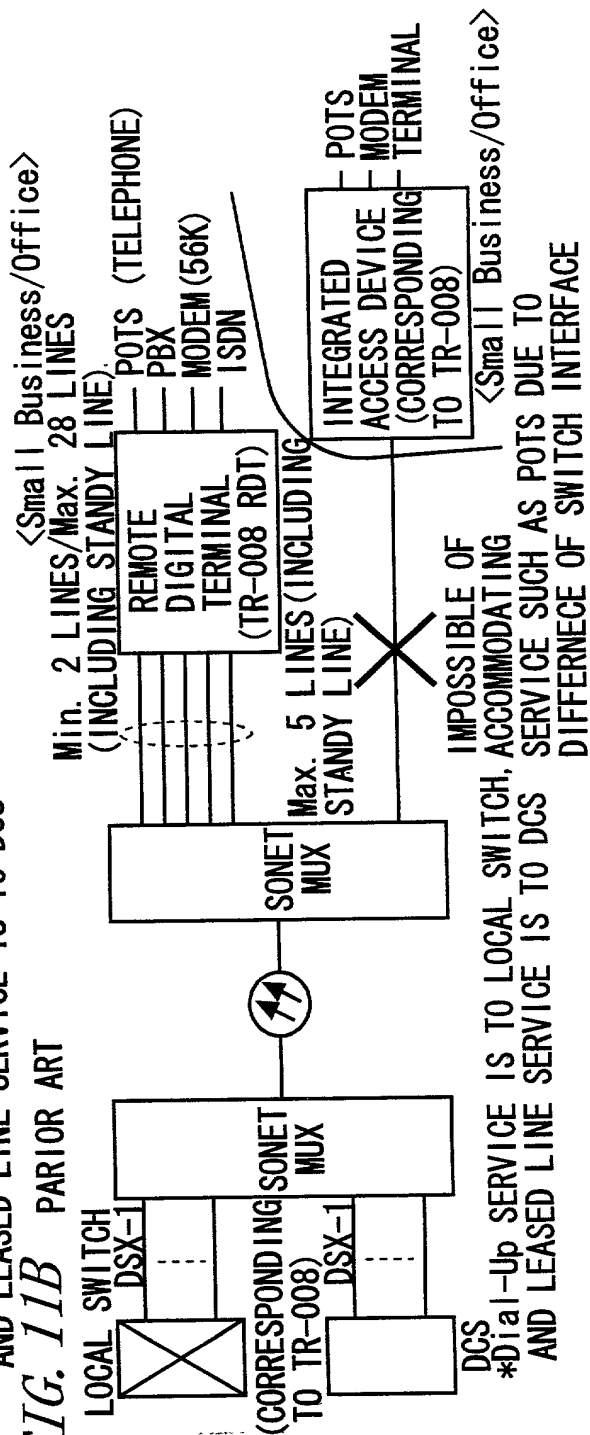 AND LEASED LINE SERVICE IS TO DCS
FIG. 11B PARIOR ART
LOCAL SWITCH
DSX-1
(CORRESPONDING
TO TR-008)
DSX-1
DCS
SONET
MUX
SONET
MUX
<Small Business/Office>
Min. 2 LINES/Max. 28 LINES
(INCLUDING STANDY LINE)
REMOTE
DIGITAL
TERMINAL
(TR-008 RDT)
POTS (TELEPHONE)
PBX
MODEM(56K)
ISDN
Max. 5 LINES(INCLUDING
STANDY LINE)
INTEGRATED
ACCESS DEVICE
(CORRESPONDING
TO TR-008)
POTS
MODEM
TERMINAL
<Small Business/Office>
IMPOSSIBLE OF
ACCOMMODATING
SERVICE SUCH AS POTS DUE TO
DIFFERNECE OF SWITCH INTERFACE
*Dial-Up SERVICE IS TO LOCAL SWITCH,
AND LEASED LINE SERVICE IS TO DCS